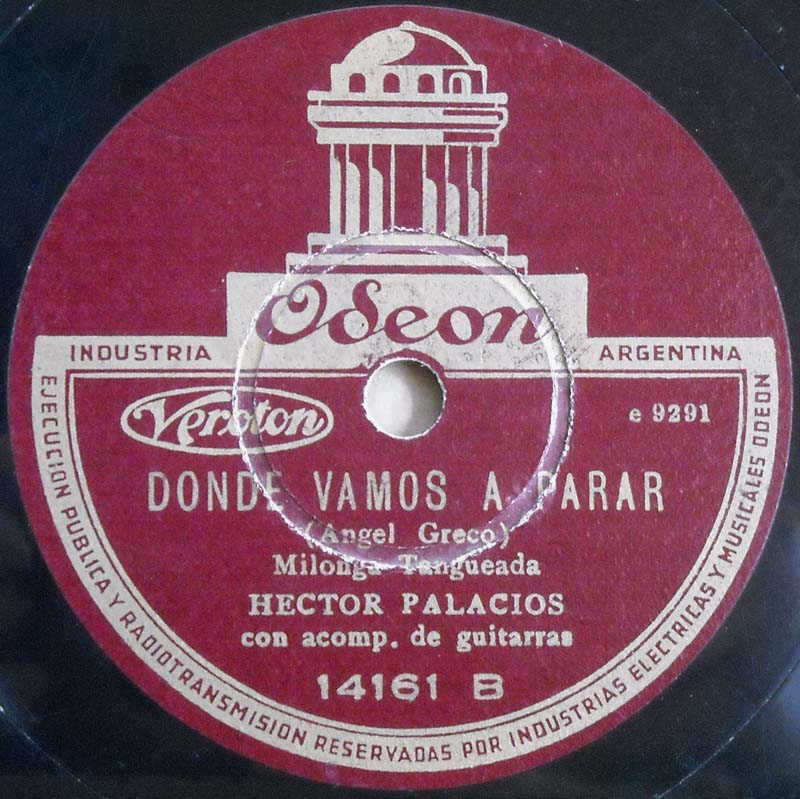 Odeon
INDUSTRIA ARGENTINA
Veroton
e 9291
DONDE VAMOS A PARAR
(Angel Greco)
Milonga Tangueada
HECTOR PALACIOS
con acomp. de guitarras
14161 B
EJECUCION PUBLICA Y RADIOTRANSMISION RESERVADAS POR INDUSTRIAS ELECTRICAS Y MUSICALES ODEON